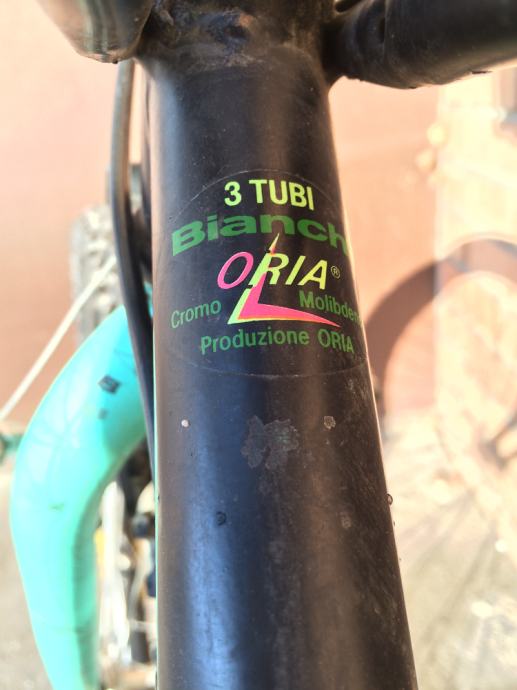 3 TUBI
Bianch
ORIA®
Cromo Molibden
Produzione ORIA